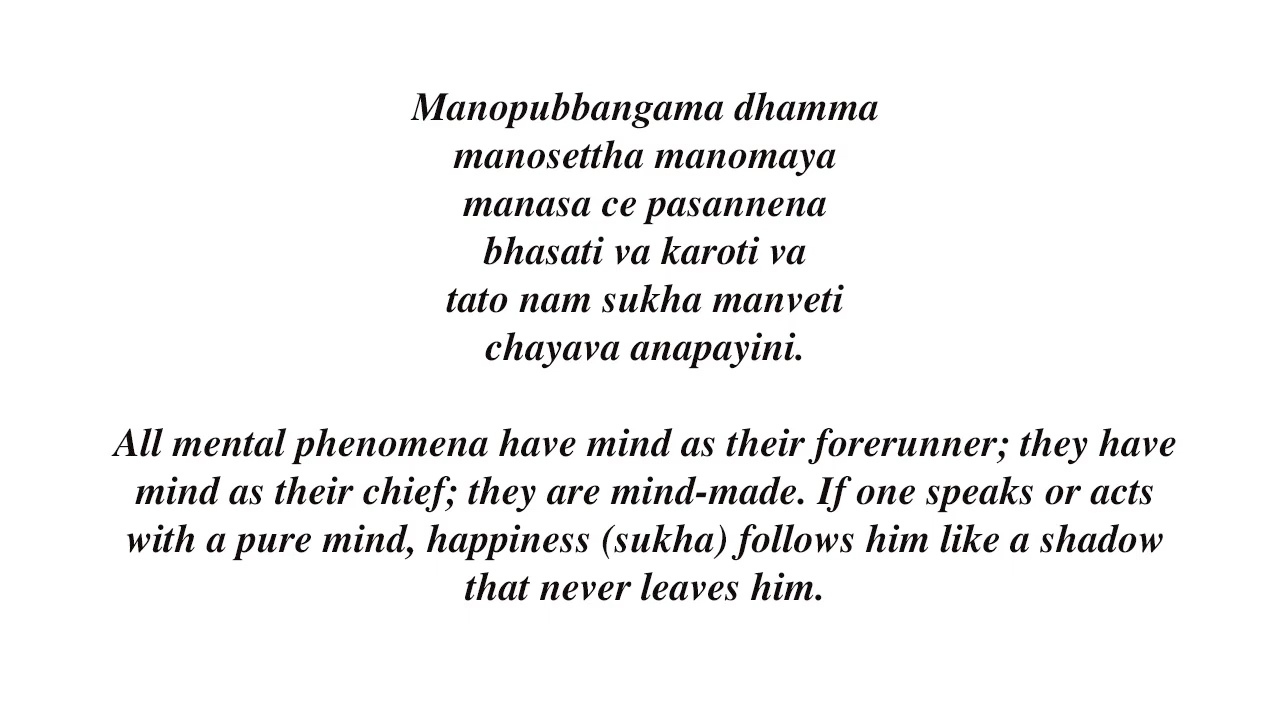 Manopubbangama dhamma
manosettha manomaya
manasa ce pasannena
bhasati va karoti va
tato nam sukha manveti
chayava anapayini.
All mental phenomena have mind as their forerunner; they have
mind as their chief; they are mind-made. If one speaks or acts
with a pure mind, happiness (sukha) follows him like a shadow
that never leaves him.